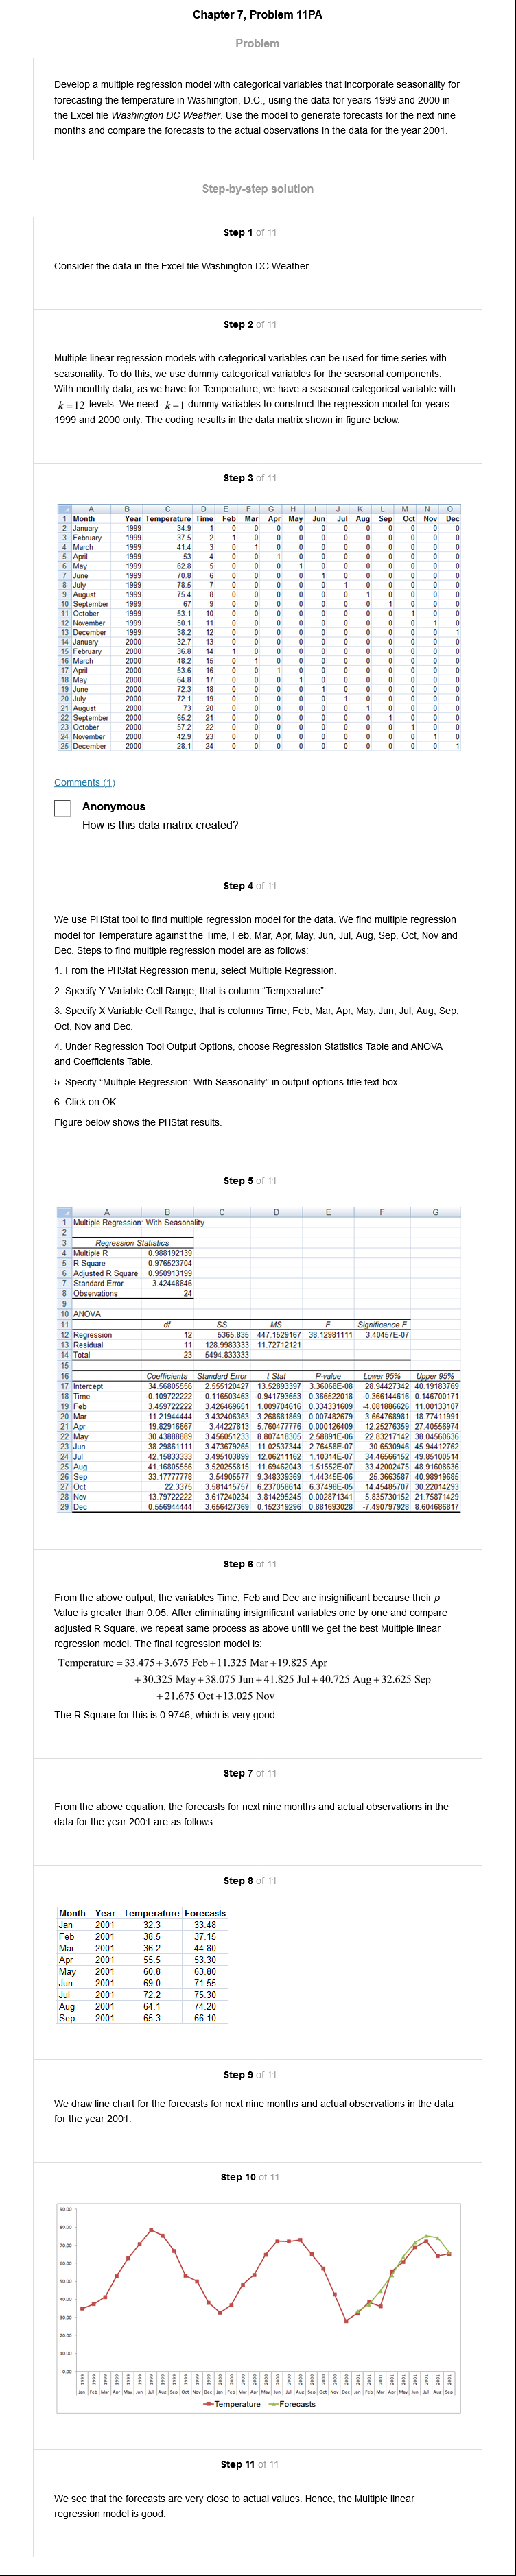 Chapter 7, Problem 11PA
Problem
Develop a multiple regression model with categorical variables that incorporate seasonality for
forecasting the temperature in Washington, D.C., using the data for years 1999 and 2000 in
the Excel file Washington DC Weather. Use the model to generate forecasts for the next nine
months and compare the forecasts to the actual observations in the data for the year 2001.
Step-by-step solution
Step 1 of 11
Consider the data in the Excel file Washington DC Weather.
Step 2 of 11
Multiple linear regression models with categorical variables can be used for time series with
seasonality. To do this, we use dummy categorical variables for the seasonal components.
With monthly data, as we have for Temperature, we have a seasonal categorical variable with
k = 12 levels. We need k − 1 dummy variables to construct the regression model for years
1999 and 2000 only. The coding results in the data matrix shown in figure below.
Step 3 of 11
A B C D E F G H I J K L M N O
1 Month Year Temperature Time Feb Mar Apr May Jun Jul Aug Sep Oct Nov Dec
2 January 1999 34.9 1 0 0 0 0 0 0 0 0 0 0 0
3 February 1999 37.5 2 1 0 0 0 0 0 0 0 0 0 0
4 March 1999 41.4 3 0 1 0 0 0 0 0 0 0 0 0
5 April 1999 53 4 0 0 1 0 0 0 0 0 0 0 0
6 May 1999 62.8 5 0 0 0 1 0 0 0 0 0 0 0
7 June 1999 70.8 6 0 0 0 0 1 0 0 0 0 0 0
8 July 1999 78.5 7 0 0 0 0 0 1 0 0 0 0 0
9 August 1999 75.4 8 0 0 0 0 0 0 1 0 0 0 0
10 September 1999 67 9 0 0 0 0 0 0 0 1 0 0 0
11 October 1999 53.1 10 0 0 0 0 0 0 0 0 1 0 0
12 November 1999 50.1 11 0 0 0 0 0 0 0 0 0 1 0
13 December 1999 38.2 12 0 0 0 0 0 0 0 0 0 0 1
14 January 2000 32.7 13 0 0 0 0 0 0 0 0 0 0 0
15 February 2000 36.8 14 1 0 0 0 0 0 0 0 0 0 0
16 March 2000 48.2 15 0 1 0 0 0 0 0 0 0 0 0
17 April 2000 53.6 16 0 0 1 0 0 0 0 0 0 0 0
18 May 2000 64.8 17 0 0 0 1 0 0 0 0 0 0 0
19 June 2000 72.3 18 0 0 0 0 1 0 0 0 0 0 0
20 July 2000 72.1 19 0 0 0 0 0 1 0 0 0 0 0
21 August 2000 73 20 0 0 0 0 0 0 1 0 0 0 0
22 September 2000 65.2 21 0 0 0 0 0 0 0 1 0 0 0
23 October 2000 57.2 22 0 0 0 0 0 0 0 0 1 0 0
24 November 2000 42.9 23 0 0 0 0 0 0 0 0 0 1 0
25 December 2000 28.1 24 0 0 0 0 0 0 0 0 0 0 1
Comments (1)
Anonymous
How is this data matrix created?
Step 4 of 11
We use PHStat tool to find multiple regression model for the data. We find multiple regression
model for Temperature against the Time, Feb, Mar, Apr, May, Jun, Jul, Aug, Sep, Oct, Nov and
Dec. Steps to find multiple regression model are as follows:
1. From the PHStat Regression menu, select Multiple Regression.
2. Specify Y Variable Cell Range, that is column “Temperature”.
3. Specify X Variable Cell Range, that is columns Time, Feb, Mar, Apr, May, Jun, Jul, Aug, Sep,
Oct, Nov and Dec.
4. Under Regression Tool Output Options, choose Regression Statistics Table and ANOVA
and Coefficients Table.
5. Specify “Multiple Regression: With Seasonality” in output options title text box.
6. Click on OK.
Figure below shows the PHStat results.
Step 5 of 11
A B C D E F G
1 Multiple Regression: With Seasonality
2
3 Regression Statistics
4 Multiple R 0.988192139
5 R Square 0.976523704
6 Adjusted R Square 0.950913199
7 Standard Error 3.42448846
8 Observations 24
9
10 ANOVA
11 df SS MS F Significance F
12 Regression 12 5365.835 447.1529167 38.12981111 3.40457E-07
13 Residual 11 128.9983333 11.72712121
14 Total 23 5494.833333
15
16 Coefficients Standard Error t Stat P-value Lower 95% Upper 95%
17 Intercept 34.56805556 2.555120427 13.52893397 3.36068E-08 28.94427342 40.19183769
18 Time -0.109722222 0.116503463 -0.941793653 0.366522018 -0.366144616 0.146700171
19 Feb 3.459722222 3.426469651 1.009704616 0.334331609 -4.081886626 11.00133107
20 Mar 11.21944444 3.432406363 3.268681869 0.007482679 3.664768981 18.77411991
21 Apr 19.82916667 3.44227813 5.760477776 0.000126409 12.25276359 27.40556974
22 May 30.43888889 3.456051233 8.807418305 2.58891E-06 22.83217142 38.04560636
23 Jun 38.29861111 3.473679265 11.02537344 2.76458E-07 30.6530946 45.94412762
24 Jul 42.15833333 3.495103899 12.06211162 1.10314E-07 34.46566152 49.85100514
25 Aug 41.16805556 3.520255815 11.69462043 1.51552E-07 33.42002475 48.91608636
26 Sep 33.17777778 3.54905577 9.348339369 1.44345E-06 25.3663587 40.98919685
27 Oct 22.3375 3.581415757 6.237058614 6.37498E-05 14.45485707 30.22014293
28 Nov 13.79722222 3.617240234 3.814295245 0.002871341 5.835730152 21.75871429
29 Dec 0.556944444 3.656427369 0.152319296 0.881693028 -7.490797928 8.604686817
Step 6 of 11
From the above output, the variables Time, Feb and Dec are insignificant because their p
Value is greater than 0.05. After eliminating insignificant variables one by one and compare
adjusted R Square, we repeat same process as above until we get the best Multiple linear
regression model. The final regression model is:
Temperature = 33.475 + 3.675 Feb + 11.325 Mar + 19.825 Apr
+ 30.325 May + 38.075 Jun + 41.825 Jul + 40.725 Aug + 32.625 Sep
+ 21.675 Oct + 13.025 Nov
The R Square for this is 0.9746, which is very good.
Step 7 of 11
From the above equation, the forecasts for next nine months and actual observations in the
data for the year 2001 are as follows.
Step 8 of 11
Month Year Temperature Forecasts
Jan 2001 32.3 33.48
Feb 2001 38.5 37.15
Mar 2001 36.2 44.80
Apr 2001 55.5 53.30
May 2001 60.8 63.80
Jun 2001 69.0 71.55
Jul 2001 72.2 75.30
Aug 2001 64.1 74.20
Sep 2001 65.3 66.10
Step 9 of 11
We draw line chart for the forecasts for next nine months and actual observations in the data
for the year 2001.
Step 10 of 11
90.00
80.00
70.00
60.00
50.00
40.00
30.00
20.00
10.00
0.00
1999 1999 1999 1999 1999 1999 1999 1999 1999 1999 1999 1999 2000 2000 2000 2000 2000 2000 2000 2000 2000 2000 2000 2000 2001 2001 2001 2001 2001 2001 2001 2001 2001
Jan Feb Mar Apr May Jun Jul Aug Sep Oct Nov Dec Jan Feb Mar Apr May Jun Jul Aug Sep Oct Nov Dec Jan Feb Mar Apr May Jun Jul Aug Sep
Temperature Forecasts
Step 11 of 11
We see that the forecasts are very close to actual values. Hence, the Multiple linear
regression model is good.